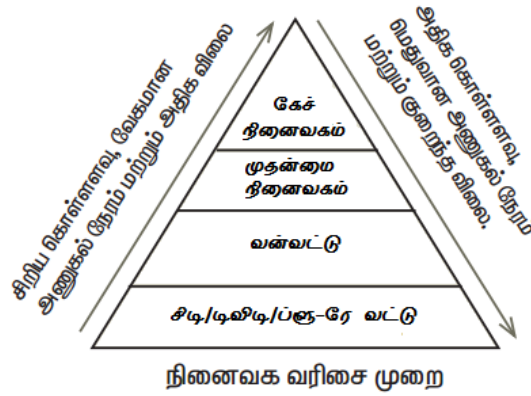 சிறிய கொள்ளளவு, வேகமான
அணுகல் நேரம் மற்றும் அதிக விலை
அதிக கொள்ளளவு,
மெதுவான அணுகல் நேரம்
மற்றும் குறைந்த விலை.
கேச்
நினைவகம்
முதன்மை
நினைவகம்
வன்வட்டு
சிடி/டிவிடி/ப்ளூ-ரே வட்டு
நினைவக வரிசை முறை